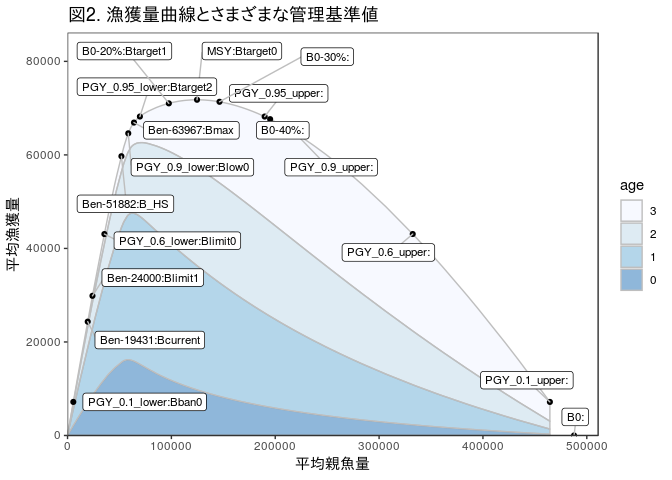 図2. 漁獲量曲線とさまざまな管理基準値
B0-20%:Btarget1
MSY:Btarget0
B0-30%:
PGY_0.95_lower:Btarget2
PGY_0.95_upper:
Ben-63967:Bmax
B0-40%:
PGY_0.9_lower:Blow0
PGY_0.9_upper:
Ben-51882:B_HS
PGY_0.6_lower:Blimit0
PGY_0.6_upper:
Ben-24000:Blimit1
Ben-19431:Bcurrent
PGY_0.1_upper:
PGY_0.1_lower:Bban0
B0:
80000
60000
40000
20000
0
平均漁獲量
0
100000
200000
300000
400000
500000
平均親魚量
age
3
2
1
0